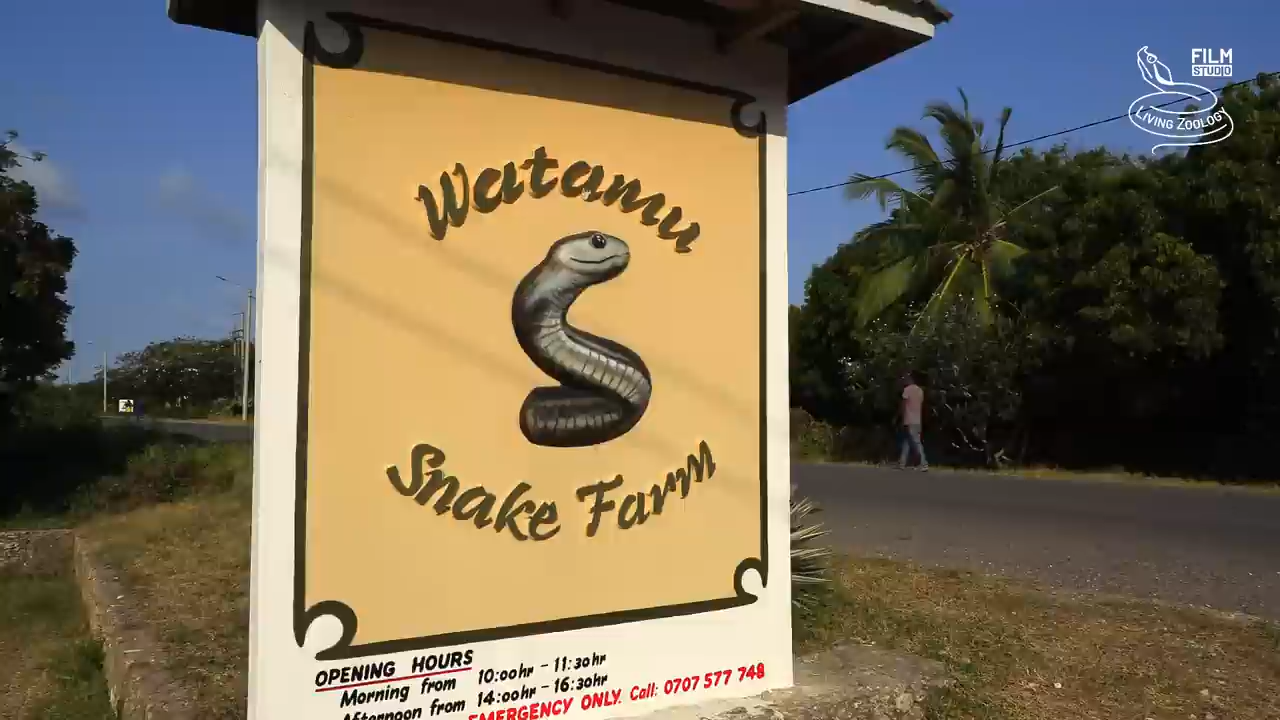 FILM
STUDIO
LIVING ZOOLOGY
Watamu
Snake Farm
OPENING HOURS
Morning from 10:00hr - 11:30hr
Afternoon from 14:00hr - 16:30hr
EMERGENCY ONLY. Call: 0707 577 748